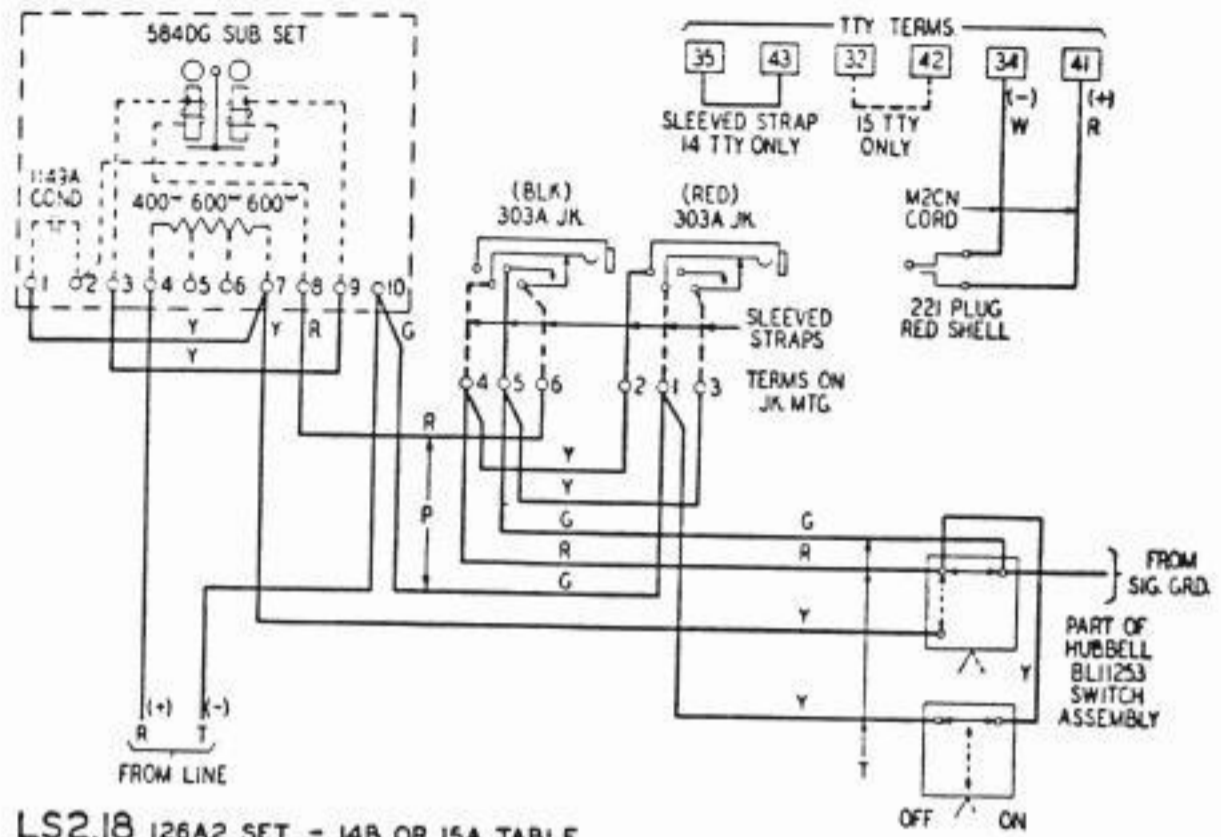 584DG SUB SET
1143A
COND
400~ 600~ 600~
1 2 3 4 5 6 7 8 9 10
Y
Y
Y
R
G
TTY TERMS.
35 43 32 42 34 41
(-)
W
(+)
R
SLEEVED STRAP
14 TTY ONLY
15 TTY
ONLY
M2CN
CORD
221 PLUG
RED SHELL
(BLK)
303A JK.
(RED)
303A JK
SLEEVED
STRAPS
4 5 6 2 1 3
TERMS ON
JK MTG.
R
Y
Y
P
G
G
R
R
G
Y
Y
Y
T
FROM
SIG. GRD.
PART OF
HUBBELL
BL11253
SWITCH
ASSEMBLY
OFF ON
(+) (-)
R T
FROM LINE
LS2.18 126A2 SET - 14B OR 15A TABLE